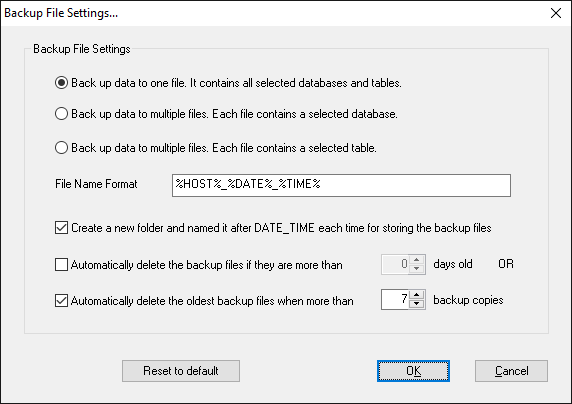 Backup File Settings...
Backup File Settings
Back up data to one file. It contains all selected databases and tables.
Back up data to multiple files. Each file contains a selected database.
Back up data to multiple files. Each file contains a selected table.
File Name Format %HOST%_%DATE%_%TIME%
Create a new folder and named it after DATE_TIME each time for storing the backup files
Automatically delete the backup files if they are more than 0 days old OR
Automatically delete the oldest backup files when more than 7 backup copies
Reset to default OK Cancel